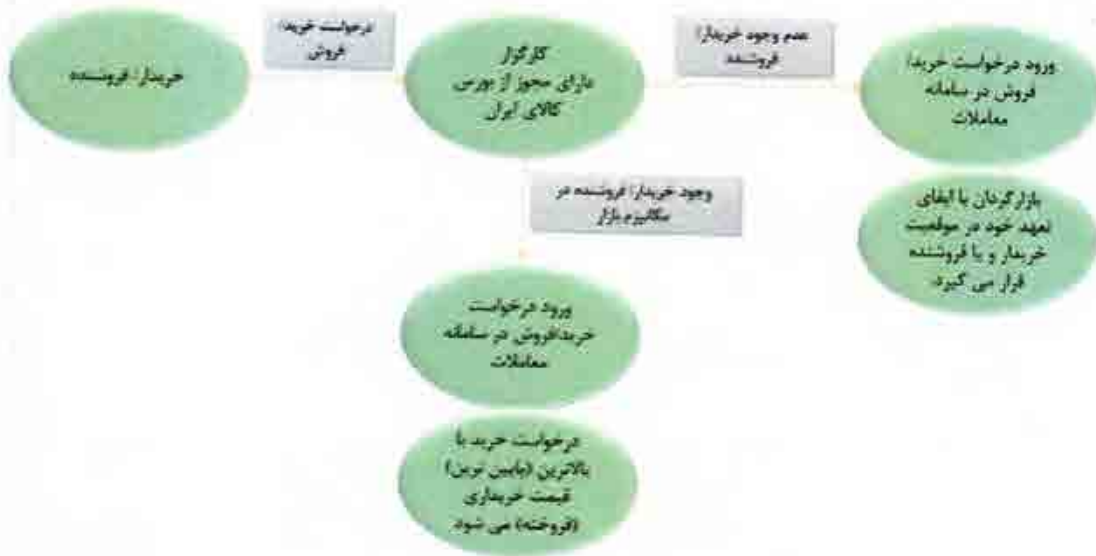 خریدار/ فروشنده
درخواست خرید/
فروش
کارگزار
دارای مجوز از بورس
کالای ایران
عدم وجود خریدار/
فروشنده
ورود درخواست خرید/
فروش در سامانه
معاملات
بازارگردان با ایفای
تعهد خود در موقعیت
خریدار و یا فروشنده
قرار می گیرد.
وجود خریدار/ فروشنده در
مکانیزم بازار
ورود درخواست
خرید/فروش در سامانه
معاملات
درخواست خرید با
بالاترین (پایین ترین)
قیمت خریداری
(فروخته) می شود